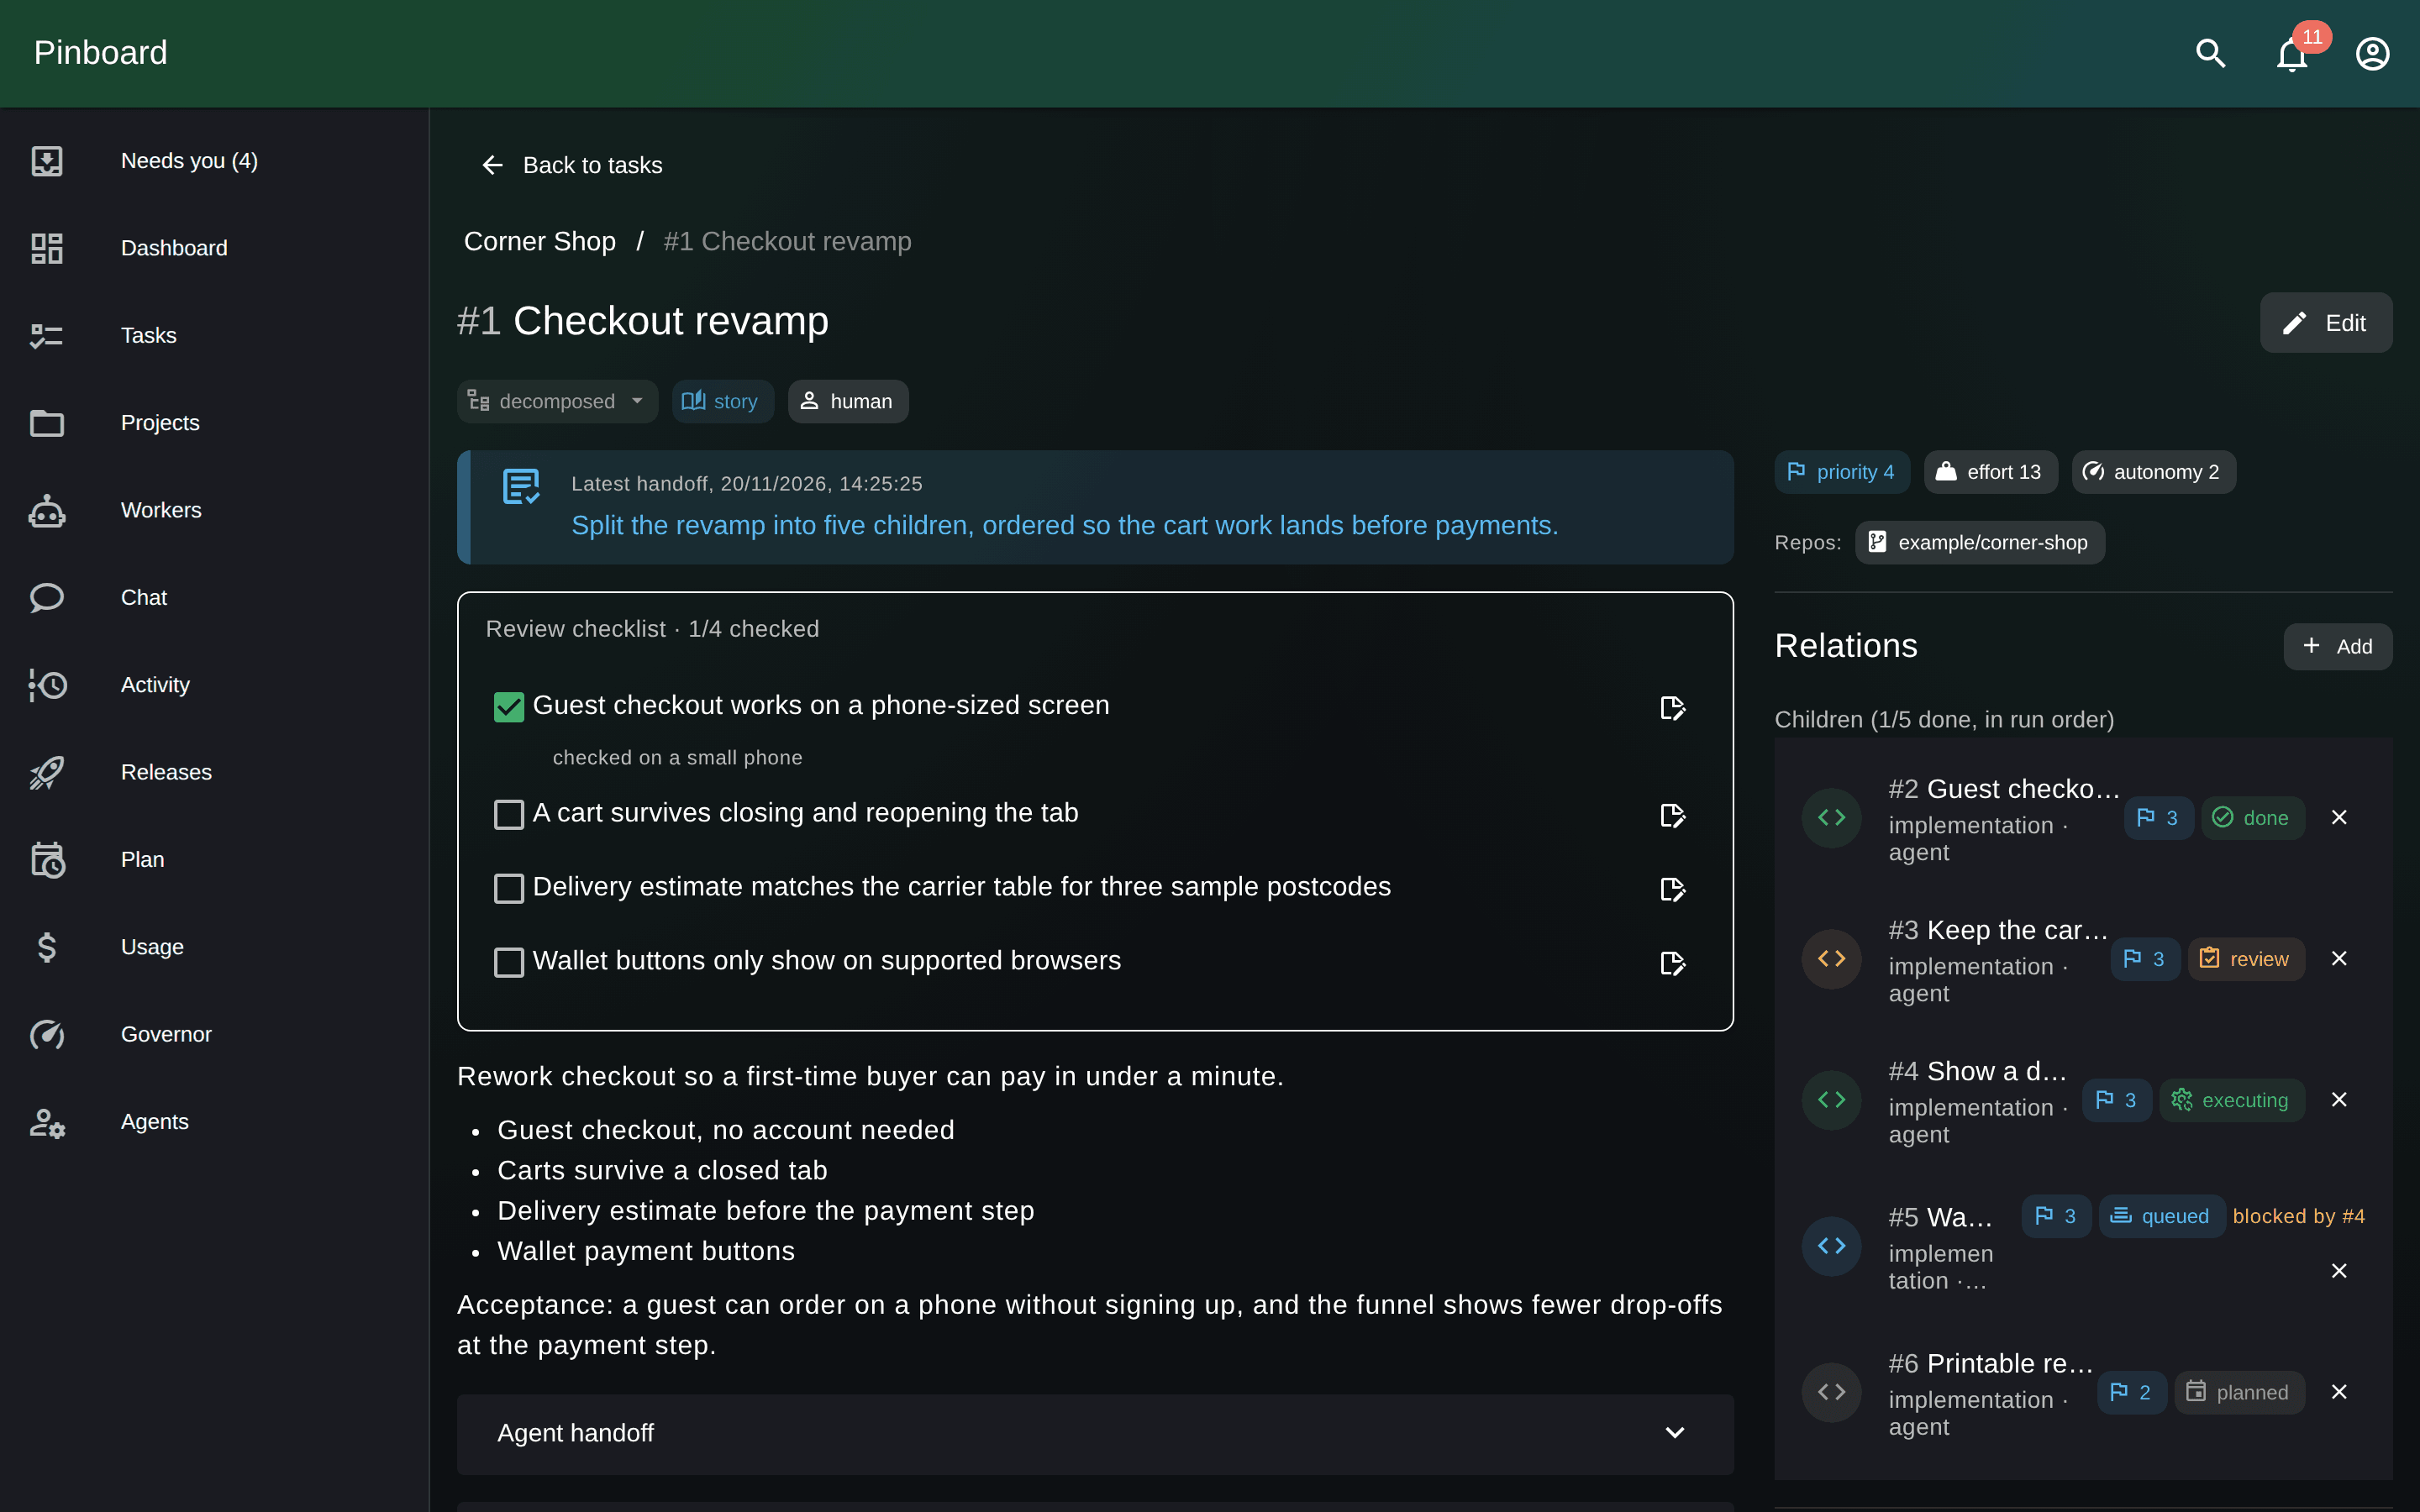 Pinboard
11
Needs you (4)
Dashboard
Tasks
Projects
Workers
Chat
Activity
Releases
Plan
Usage
Governor
Agents
Back to tasks
Corner Shop / #1 Checkout revamp
#1 Checkout revamp
Edit
decomposed
story
human
Latest handoff, 20/11/2026, 14:25:25
Split the revamp into five children, ordered so the cart work lands before payments.
Review checklist · 1/4 checked
Guest checkout works on a phone-sized screen
checked on a small phone
A cart survives closing and reopening the tab
Delivery estimate matches the carrier table for three sample postcodes
Wallet buttons only show on supported browsers
Rework checkout so a first-time buyer can pay in under a minute.
• Guest checkout, no account needed
• Carts survive a closed tab
• Delivery estimate before the payment step
• Wallet payment buttons
Acceptance: a guest can order on a phone without signing up, and the funnel shows fewer drop-offs
at the payment step.
Agent handoff
priority 4
effort 13
autonomy 2
Repos: example/corner-shop
Relations
Add
Children (1/5 done, in run order)
#2 Guest checko…
implementation ·
agent
3
done
#3 Keep the car…
implementation ·
agent
3
review
#4 Show a d…
implementation ·
agent
3
executing
#5 Wa…
implemen
tation ·…
3
queued
blocked by #4
#6 Printable re…
implementation ·
agent
2
planned